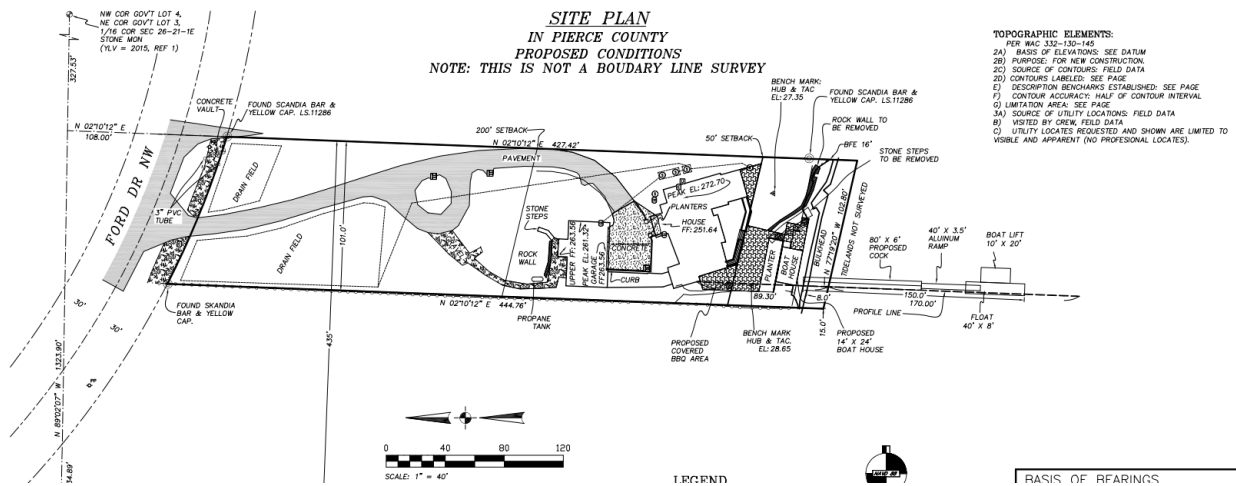 SITE PLAN
IN PIERCE COUNTY
PROPOSED CONDITIONS
NOTE: THIS IS NOT A BOUDARY LINE SURVEY
NW COR GOV'T LOT 4,
NE COR GOV'T LOT 3,
1/16 COR SEC 26-21-1E
STONE MON
(YLV = 2015, REF 1)
327.53'
TOPOGRAPHIC ELEMENTS:
PER WAC 332-130-145
2A) BASIS OF ELEVATIONS: SEE DATUM
2B) PURPOSE: FOR NEW CONSTRUCTION.
2C) SOURCE OF CONTOURS: FIELD DATA
2D) CONTOURS LABELED: SEE PAGE
E) DESCRIPTION BENCHARKS ESTABLISHED: SEE PAGE
F) CONTOUR ACCURACY: HALF OF CONTOUR INTERVAL
G) LIMITATION AREA: SEE PAGE
3A) SOURCE OF UTILITY LOCATIONS: FIELD DATA
B) VISITED BY CREW, FIELD DATA
C) UTILITY LOCATES REQUESTED AND SHOWN ARE LIMITED TO
VISIBLE AND APPARENT (NO PROFESIONAL LOCATES).
BENCH MARK:
HUB & TAC
EL: 27.35
FOUND SCANDIA BAR &
YELLOW CAP. LS.11286
ROCK WALL TO
BE REMOVED
BFE 16'
STONE STEPS
TO BE REMOVED
CONCRETE
VAULT
FOUND SCANDIA BAR &
YELLOW CAP. LS.11286
N 02°10'12" E
108.00'
200' SETBACK
N 02°10'12" E 427.42'
50' SETBACK
PAVEMENT
DRAIN FIELD
3" PVC
TUBE
FORD DR NW
DRAIN FIELD
101.0'
STONE
STEPS
ROCK
WALL
UPPER FF: 263.56
PEAK EL: 261.32
GARAGE
FF263.56
CONCRETE
CURB
PEAK EL: 272.70
PLANTERS
HOUSE
FF: 251.64
PLANTER
BOAT
HOUSE
BULKHEAD
N 77°19'20" W 102.80'
TIDELANDS NOT SURVEYED
80' X 6'
PROPOSED
COCK
40' X 3.5'
ALUINUM
RAMP
BOAT LIFT
10' X 20'
FOUND SKANDIA
BAR & YELLOW
CAP.
N 02°10'12" E 444.76'
PROPANE
TANK
89.30'
8.0'
150.0'
170.00'
PROFILE LINE
FLOAT
40' X 8'
15.0'
PROPOSED
COVERED
BBQ AREA
BENCH MARK
HUB & TAC.
EL: 28.65
PROPOSED
14' X 24'
BOAT HOUSE
30'
30'
435'
N 89°02'07" W 1323.90'
0 40 80 120
SCALE: 1" = 40'
LEGEND
NAVD 88
BASIS OF BEARINGS